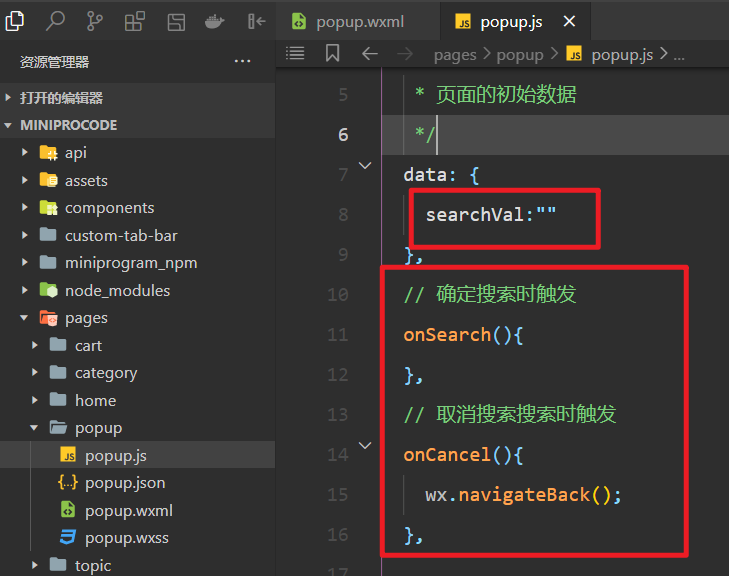 popup.wxml
JS popup.js ×
资源管理器 ···
pages > popup > JS popup.js > ...
打开的编辑器
MINIPROCODE
api
assets
components
custom-tab-bar
miniprogram_npm
node_modules
pages
cart
category
home
popup
JS popup.js
{..} popup.json
popup.wxml
popup.wxss
topic
5 * 页面的初始数据
6 */
7 data: {
8 searchVal:""
9 },
10 // 确定搜索时触发
11 onSearch(){
12 },
13 // 取消搜索搜索时触发
14 onCancel(){
15 wx.navigateBack();
16 },
17